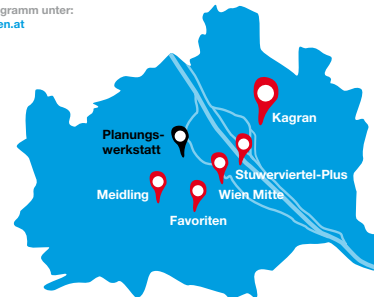 gramm unter:
en.at
Kagran
Planungs-
werkstatt
Stuwerviertel-Plus
Meidling
Wien Mitte
Favoriten